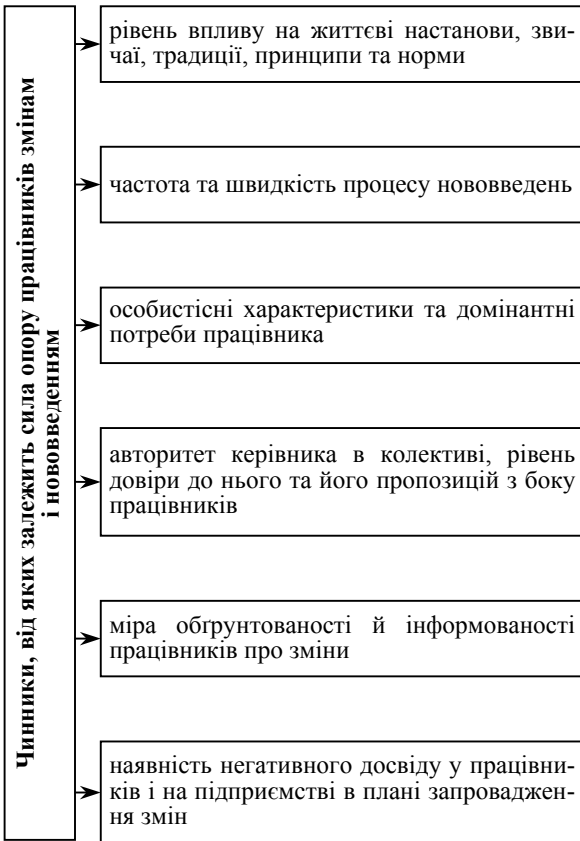 Чинники, від яких залежить сила опору працівників змінам
і нововведенням
рівень впливу на життєві настанови, зви-
чаї, традиції, принципи та норми
частота та швидкість процесу нововведень
особистісні характеристики та домінантні
потреби працівника
авторитет керівника в колективі, рівень
довіри до нього та його пропозицій з боку
працівників
міра обґрунтованості й інформованості
працівників про зміни
наявність негативного досвіду у працівни-
ків і на підприємстві в плані запроваджен-
ня змін